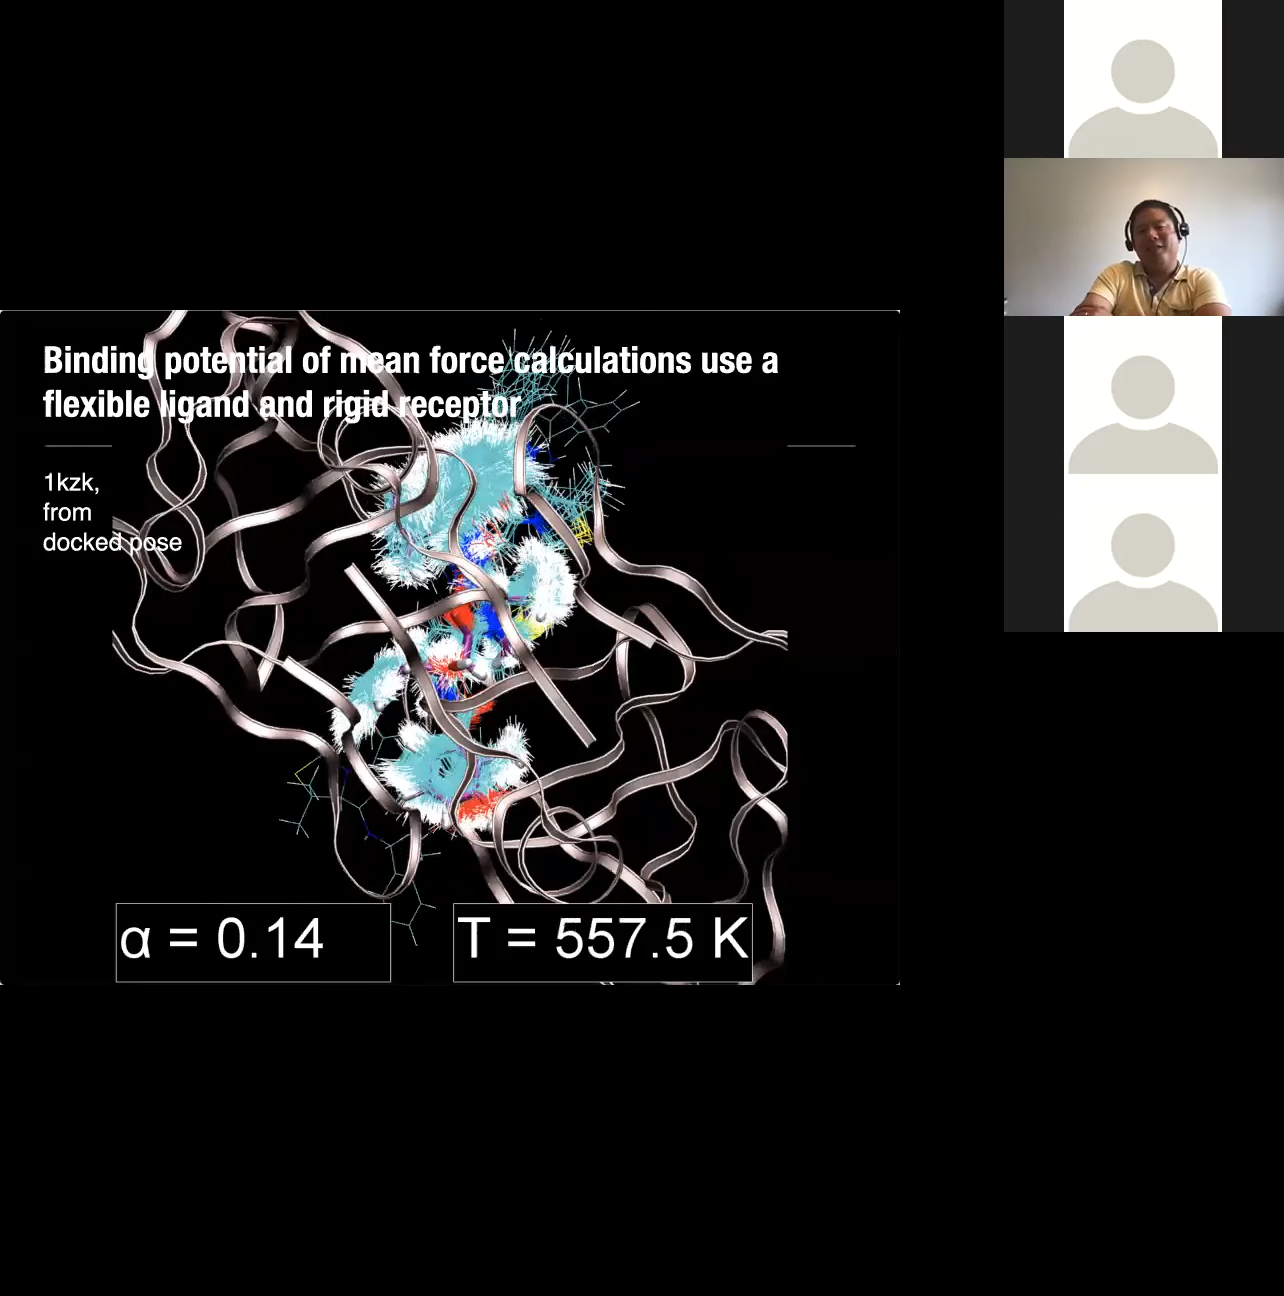 Binding potential of mean force calculations use a
flexible ligand and rigid receptor
1kzk,
from
docked pose
α = 0.14
T = 557.5 K